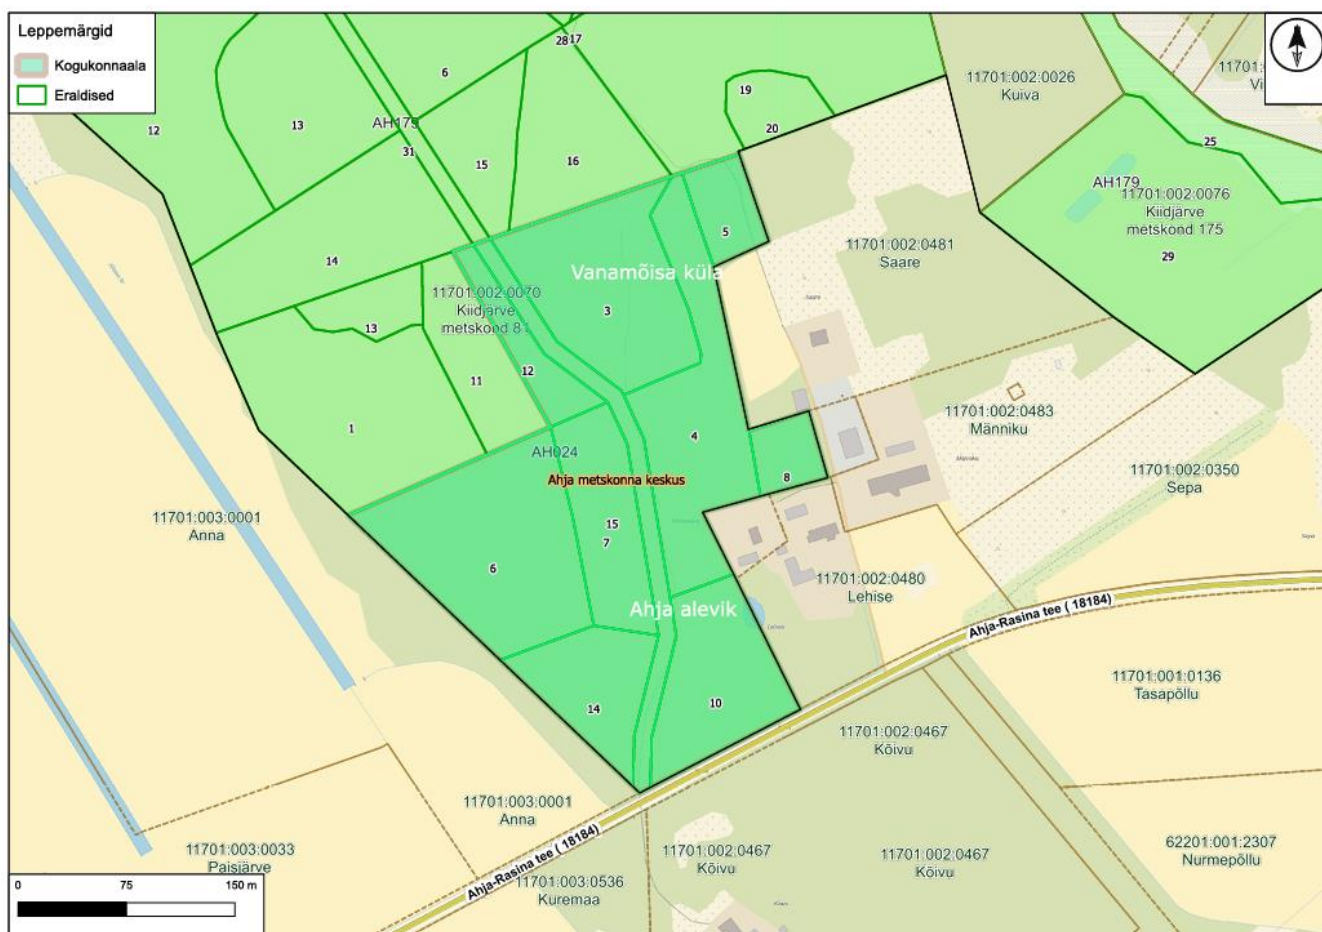 Leppemärgid
Kogukonnaala
Eraldised
28 17
6
19
11701:002:0026
Kuiva
12
13
AH179
31
20
25
15
16
AH179
11701:002:0076
Kiidjärve
metskond 175
29
5
11701:002:0481
Saare
14
Vanamõisa küla
11701:002:0070
Kiidjärve
metskond 81
3
13
12
11
1
4
11701:002:0483
Männiku
AH024
Ahja metskonna keskus
8
11701:002:0350
Sepa
11701:003:0001
Anna
15
7
6
11701:002:0480
Lehise
Ahja alevik
Ahja-Rasina tee ( 18184)
11701:001:0136
Tasapõllu
14
10
11701:002:0467
Kõivu
11701:003:0001
Anna
11701:003:0033
Paisjärve
Ahja-Rasina tee ( 18184)
11701:002:0467
Kõivu
11701:002:0467
Kõivu
62201:001:2307
Nurmepõllu
11701:003:0536
Kuremaa
0 75 150 m